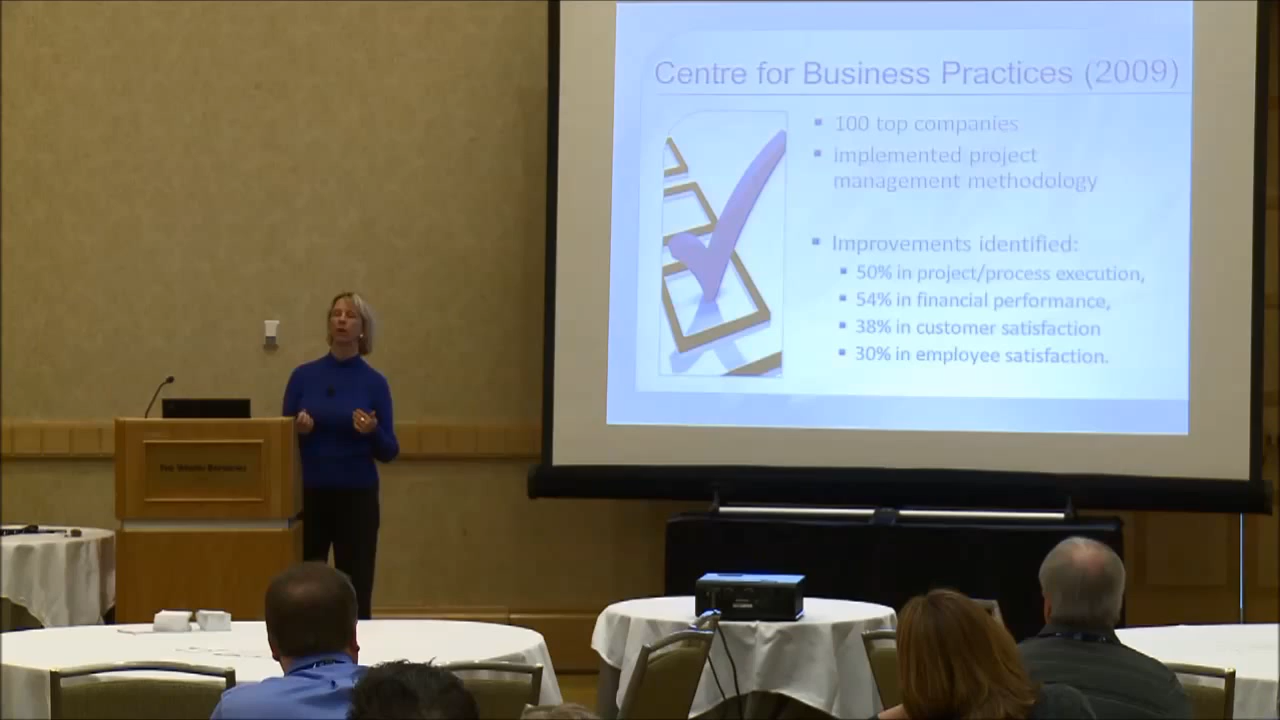 Centre for Business Practices (2009)
▪ 100 top companies
▪ implemented project
management methodology
▪ Improvements identified:
▪ 50% in project/process execution,
▪ 54% in financial performance,
▪ 38% in customer satisfaction
▪ 30% in employee satisfaction.